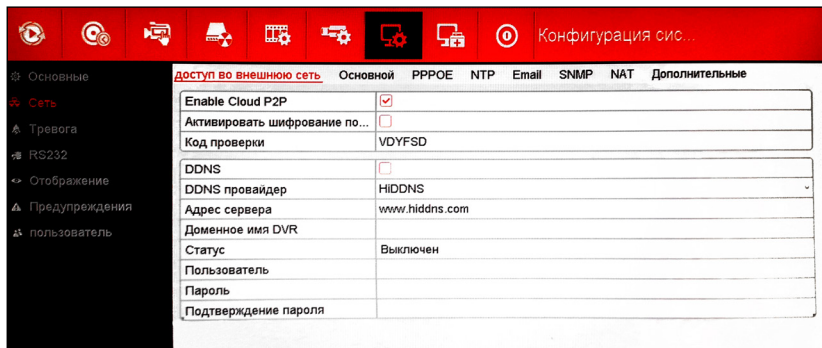 Конфигурация сис...
Основные
Сеть
Тревога
RS232
Отображение
Предупреждения
пользователь
доступ во внешнюю сеть Основной PPPOE NTP Email SNMP NAT Дополнительные
Enable Cloud P2P
Активировать шифрование по...
Код проверки VDYFSD
DDNS
DDNS провайдер HiDDNS
Адрес сервера www.hiddns.com
Доменное имя DVR
Статус Выключен
Пользователь
Пароль
Подтверждение пароля